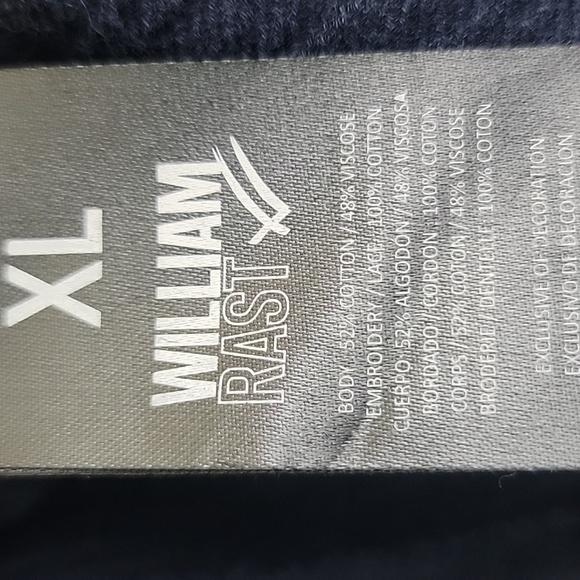 XL
WILLIAM
RAST
BODY: 52% COTTON / 48% VISCOSE
EMBROIDERY / LACE: 100% COTTON
CUERPO: 52% ALGODON / 48% VISCOSA
BORDADO / CORDON: 100% COTTON
CORPS: 52% COTON / 48% VISCOSE
BRODERIE / DENTELLE: 100% COTON
EXCLUSIVE OF DECORATION
EXCLUSIVO DE DECORACION